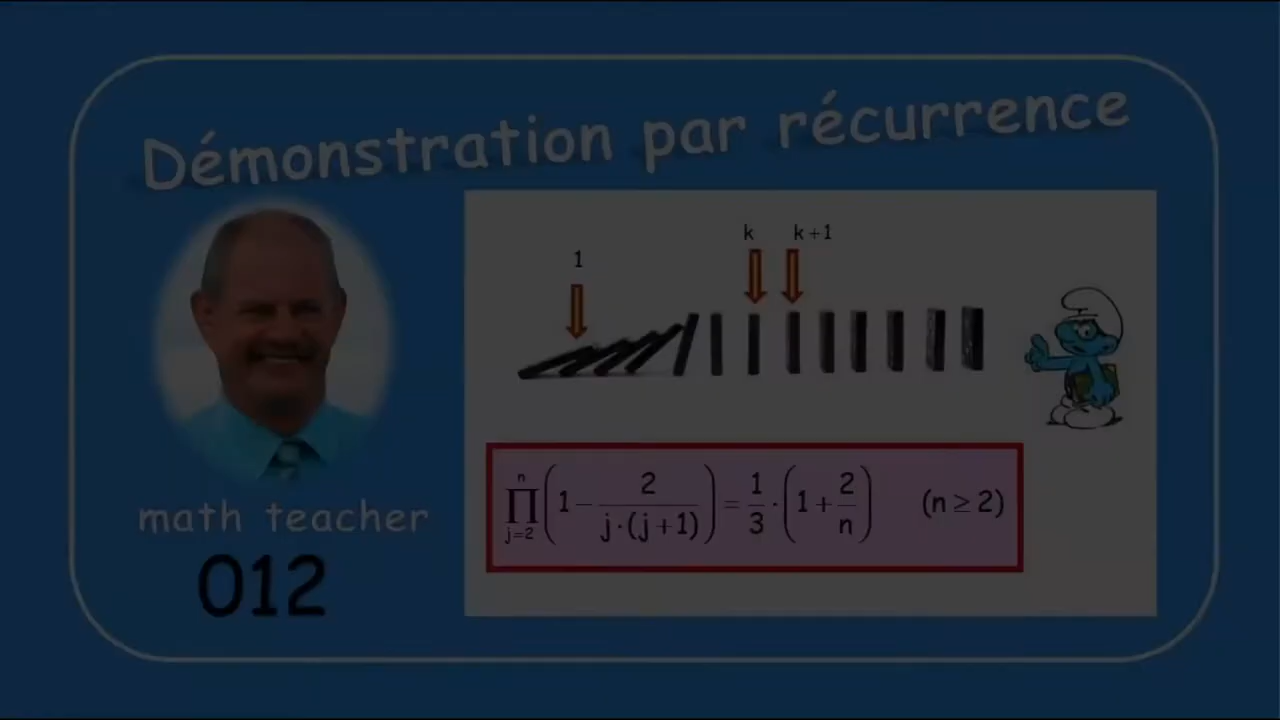 Démonstration par récurrence
1
k
k+1
n
∏ (1 − 2 / j·(j+1)) = 1/3 · (1 + 2/n) (n ≥ 2)
j=2
math teacher
012